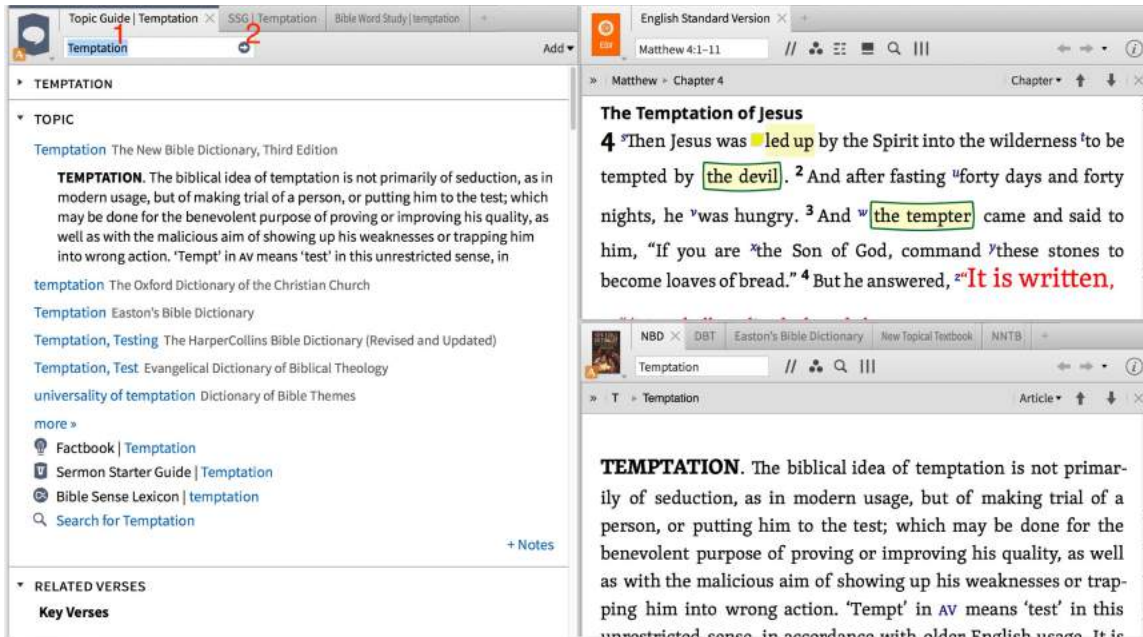 Topic Guide | Temptation
SSG | Temptation
Bible Word Study | temptation
1
2
Temptation
Add
A
TEMPTATION
TOPIC
Temptation The New Bible Dictionary, Third Edition
TEMPTATION. The biblical idea of temptation is not primarily of seduction, as in
modern usage, but of making trial of a person, or putting him to the test; which
may be done for the benevolent purpose of proving or improving his quality, as
well as with the malicious aim of showing up his weaknesses or trapping him
into wrong action. ‘Tempt’ in AV means ‘test’ in this unrestricted sense, in
temptation The Oxford Dictionary of the Christian Church
Temptation Easton's Bible Dictionary
Temptation, Testing The HarperCollins Bible Dictionary (Revised and Updated)
Temptation, Test Evangelical Dictionary of Biblical Theology
universality of temptation Dictionary of Bible Themes
more »
Factbook | Temptation
Sermon Starter Guide | Temptation
Bible Sense Lexicon | temptation
Search for Temptation
+ Notes
RELATED VERSES
Key Verses
English Standard Version
ESV
Matthew 4:1–11
» Matthew Chapter 4
Chapter
The Temptation of Jesus
4 sThen Jesus was led up by the Spirit into the wilderness tto be
tempted by the devil. 2 And after fasting uforty days and forty
nights, he vwas hungry. 3 And w the tempter came and said to
him, “If you are xthe Son of God, command ythese stones to
become loaves of bread.” 4 But he answered, z“It is written,
NBD
DBT
Easton's Bible Dictionary
New Topical Textbook
NNTB
Temptation
A
» T Temptation
Article
TEMPTATION. The biblical idea of temptation is not primar-
ily of seduction, as in modern usage, but of making trial of a
person, or putting him to the test; which may be done for the
benevolent purpose of proving or improving his quality, as well
as with the malicious aim of showing up his weaknesses or trap-
ping him into wrong action. ‘Tempt’ in AV means ‘test’ in this
unrestricted sense, in accordance with older English usage. It is